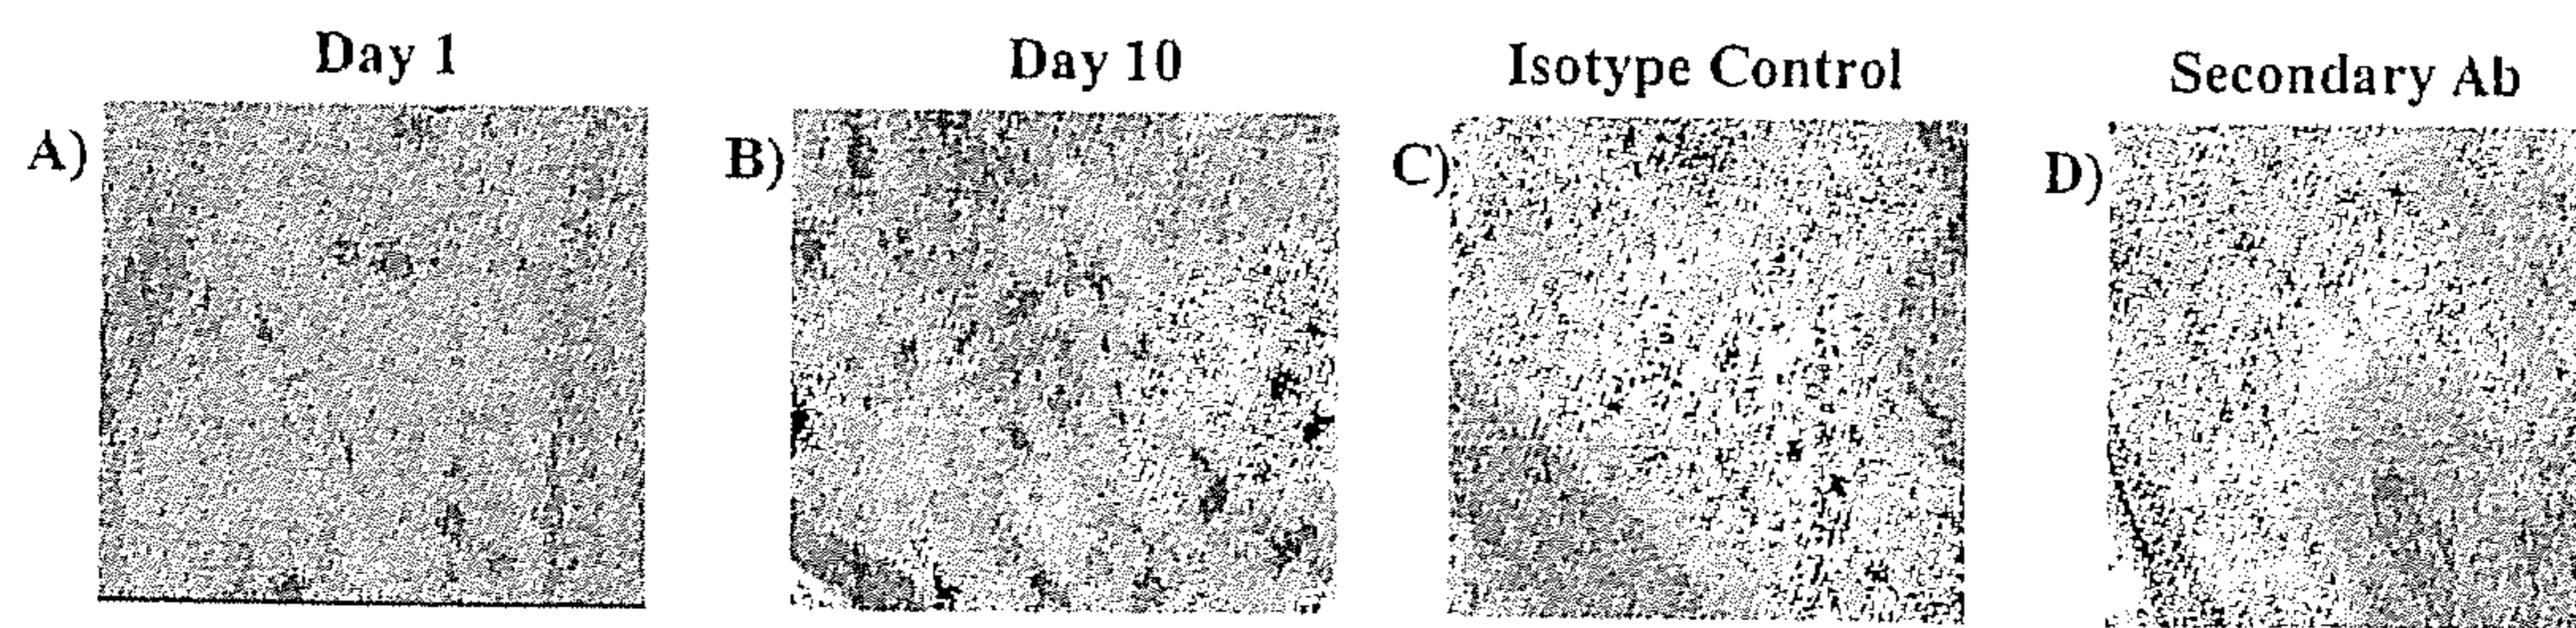 Day 1
Day 10
Isotype Control
Secondary Ab
A)
B)
C)
D)